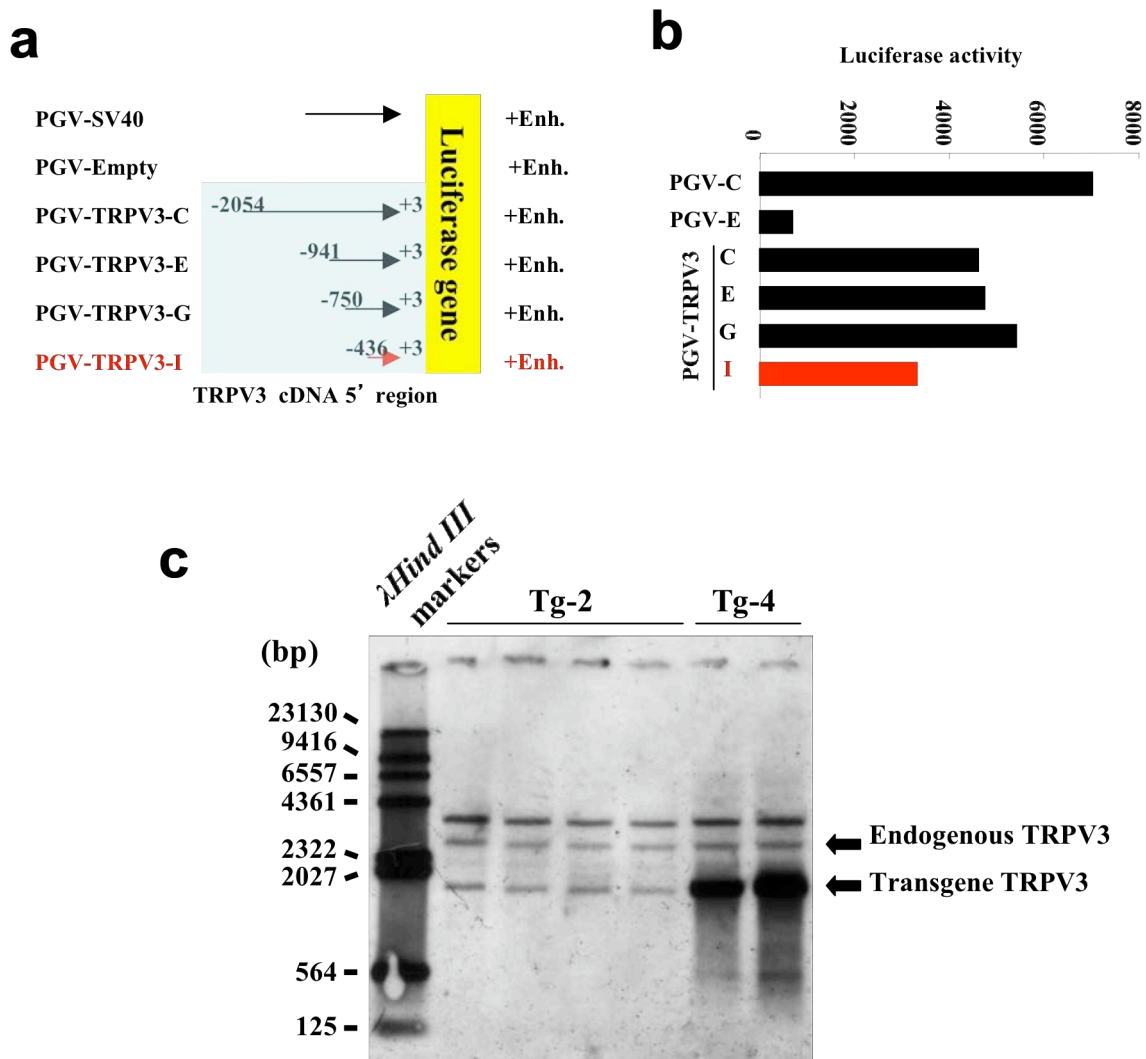 a
PGV-SV40 +Enh.
PGV-Empty +Enh.
PGV-TRPV3-C -2054 +3 +Enh.
PGV-TRPV3-E -941 +3 +Enh.
PGV-TRPV3-G -750 +3 +Enh.
PGV-TRPV3-I -436 +3 +Enh.
Luciferase gene
TRPV3 cDNA 5' region
b
Luciferase activity
0 2000 4000 6000 8000
PGV-C
PGV-E
PGV-TRPV3
C
E
G
I
c
λHind III
markers
Tg-2 Tg-4
(bp)
23130
9416
6557
4361
2322
2027
564
125
Endogenous TRPV3
Transgene TRPV3